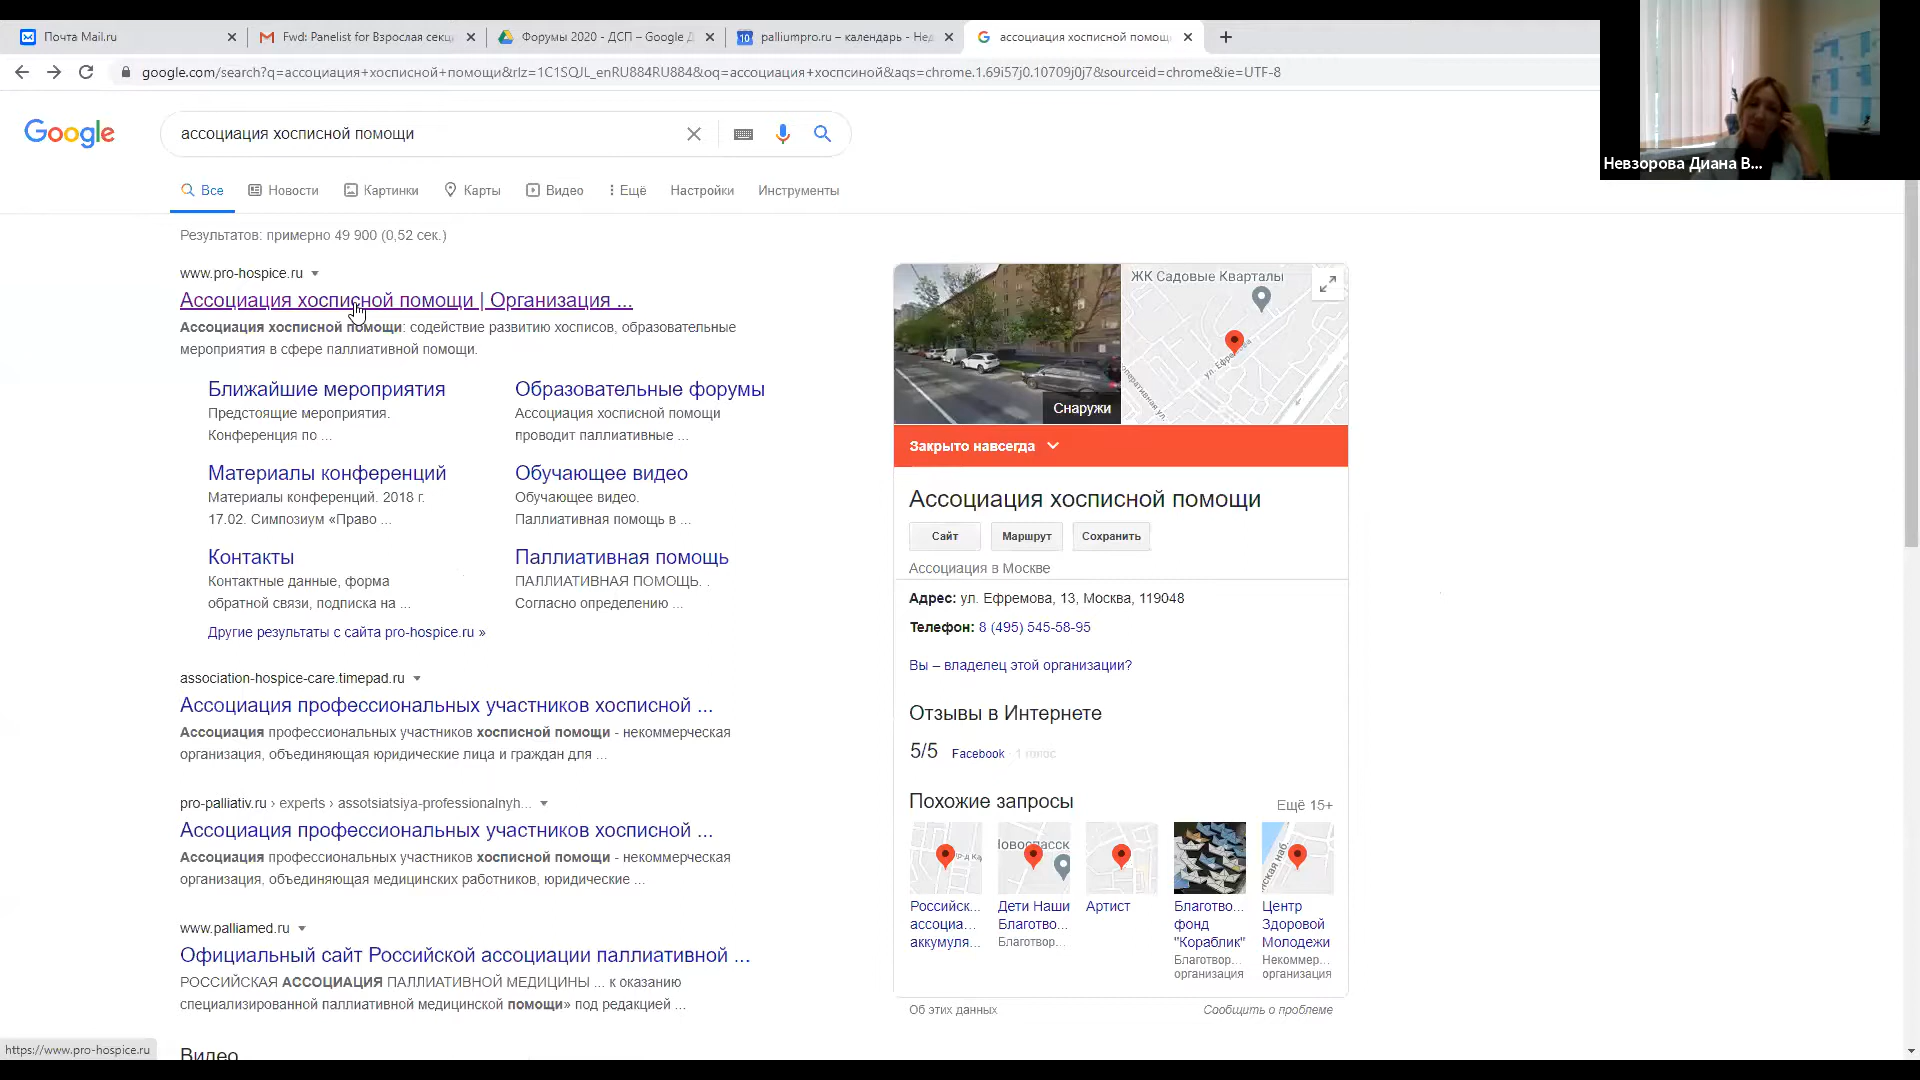 Почта Mail.ru
Fwd: Panelist for Взрослая секци
Форумы 2020 - ДСП – Google Д
10 palliumpro.ru – календарь - Нед
ассоциация хосписной помощи
google.com/search?q=ассоциация+хосписной+помощи&rlz=1C1SQJL_enRU884RU884&oq=ассоциация+хоспсиной&aqs=chrome.1.69i57j0.10709j0j7&sourceid=chrome&ie=UTF-8
Невзорова Диана В...
Google
ассоциация хосписной помощи
Все Новости Картинки Карты Видео Ещё Настройки Инструменты
Результатов: примерно 49 900 (0,52 сек.)
www.pro-hospice.ru
Ассоциация хосписной помощи | Организация ...
Ассоциация хосписной помощи: содействие развитию хосписов, образовательные
мероприятия в сфере паллиативной помощи.
Ближайшие мероприятия
Предстоящие мероприятия.
Конференция по ...
Образовательные форумы
Ассоциация хосписной помощи
проводит паллиативные ...
Материалы конференций
Материалы конференций. 2018 г.
17.02. Симпозиум «Право ...
Обучающее видео
Обучающее видео.
Паллиативная помощь в ...
Контакты
Контактные данные, форма
обратной связи, подписка на ...
Паллиативная помощь
ПАЛЛИАТИВНАЯ ПОМОЩЬ. .
Согласно определению ...
Другие результаты с сайта pro-hospice.ru »
association-hospice-care.timepad.ru
Ассоциация профессиональных участников хосписной ...
Ассоциация профессиональных участников хосписной помощи - некоммерческая
организация, объединяющая юридические лица и граждан для ...
pro-palliativ.ru › experts › assotsiatsiya-professionalnyh...
Ассоциация профессиональных участников хосписной ...
Ассоциация профессиональных участников хосписной помощи - некоммерческая
организация, объединяющая медицинских работников, юридические ...
www.palliamed.ru
Официальный сайт Российской ассоциации паллиативной ...
РОССИЙСКАЯ АССОЦИАЦИЯ ПАЛЛИАТИВНОЙ МЕДИЦИНЫ ... к оказанию
специализированной паллиативной медицинской помощи» под редакцией ...
Видео
https://www.pro-hospice.ru
ЖК Садовые Кварталы
Снаружи
Закрыто навсегда
Ассоциация хосписной помощи
Сайт Маршрут Сохранить
Ассоциация в Москве
Адрес: ул. Ефремова, 13, Москва, 119048
Телефон: 8 (495) 545-58-95
Вы – владелец этой организации?
Отзывы в Интернете
5/5 Facebook · 1 голос
Похожие запросы
Ещё 15+
Российск...
ассоциа...
аккумуля...
Дети Наши
Благотво...
Благотвор...
Артист
Благотво...
фонд
"Кораблик"
Благотвор...
организация
Центр
Здоровой
Молодежи
Некоммер...
организация
Об этих данных
Сообщить о проблеме